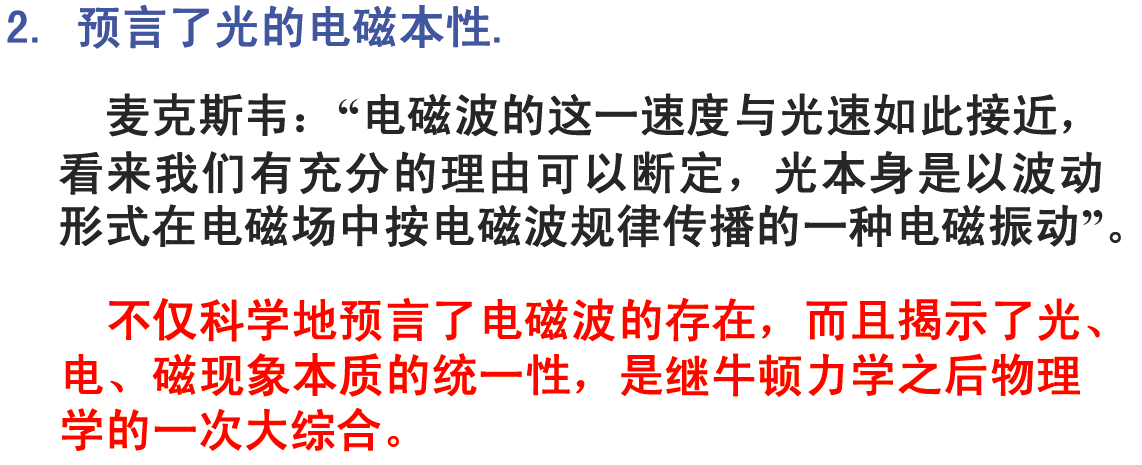 2. 预言了光的电磁本性.
麦克斯韦：“电磁波的这一速度与光速如此接近，
看来我们有充分的理由可以断定，光本身是以波动
形式在电磁场中按电磁波规律传播的一种电磁振动”。
不仅科学地预言了电磁波的存在，而且揭示了光、
电、磁现象本质的统一性，是继牛顿力学之后物理
学的一次大综合。